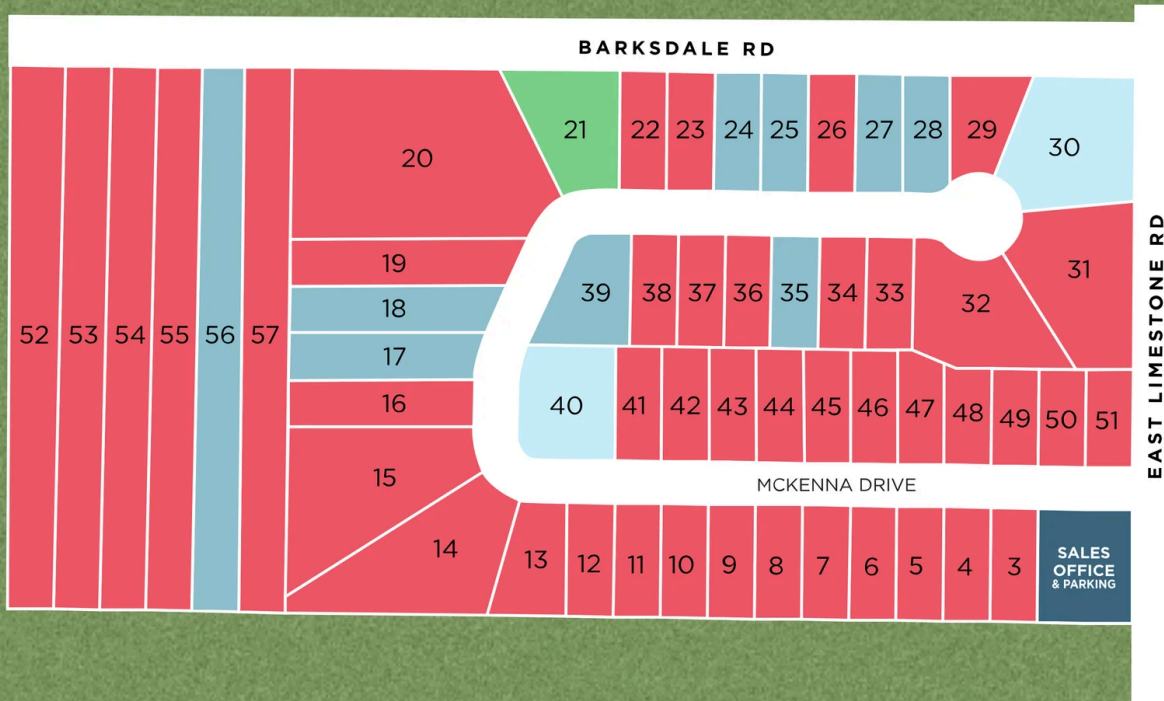 BARKSDALE RD
20
21
22 23 24 25 26 27 28 29
30
19
18
17
16
15
14
52 53 54 55 56 57
39 38 37 36 35 34 33
32
31
40 41 42 43 44 45 46 47 48 49 50 51
EAST LIMESTONE RD
MCKENNA DRIVE
13 12 11 10 9 8 7 6 5 4 3
SALES
OFFICE
& PARKING